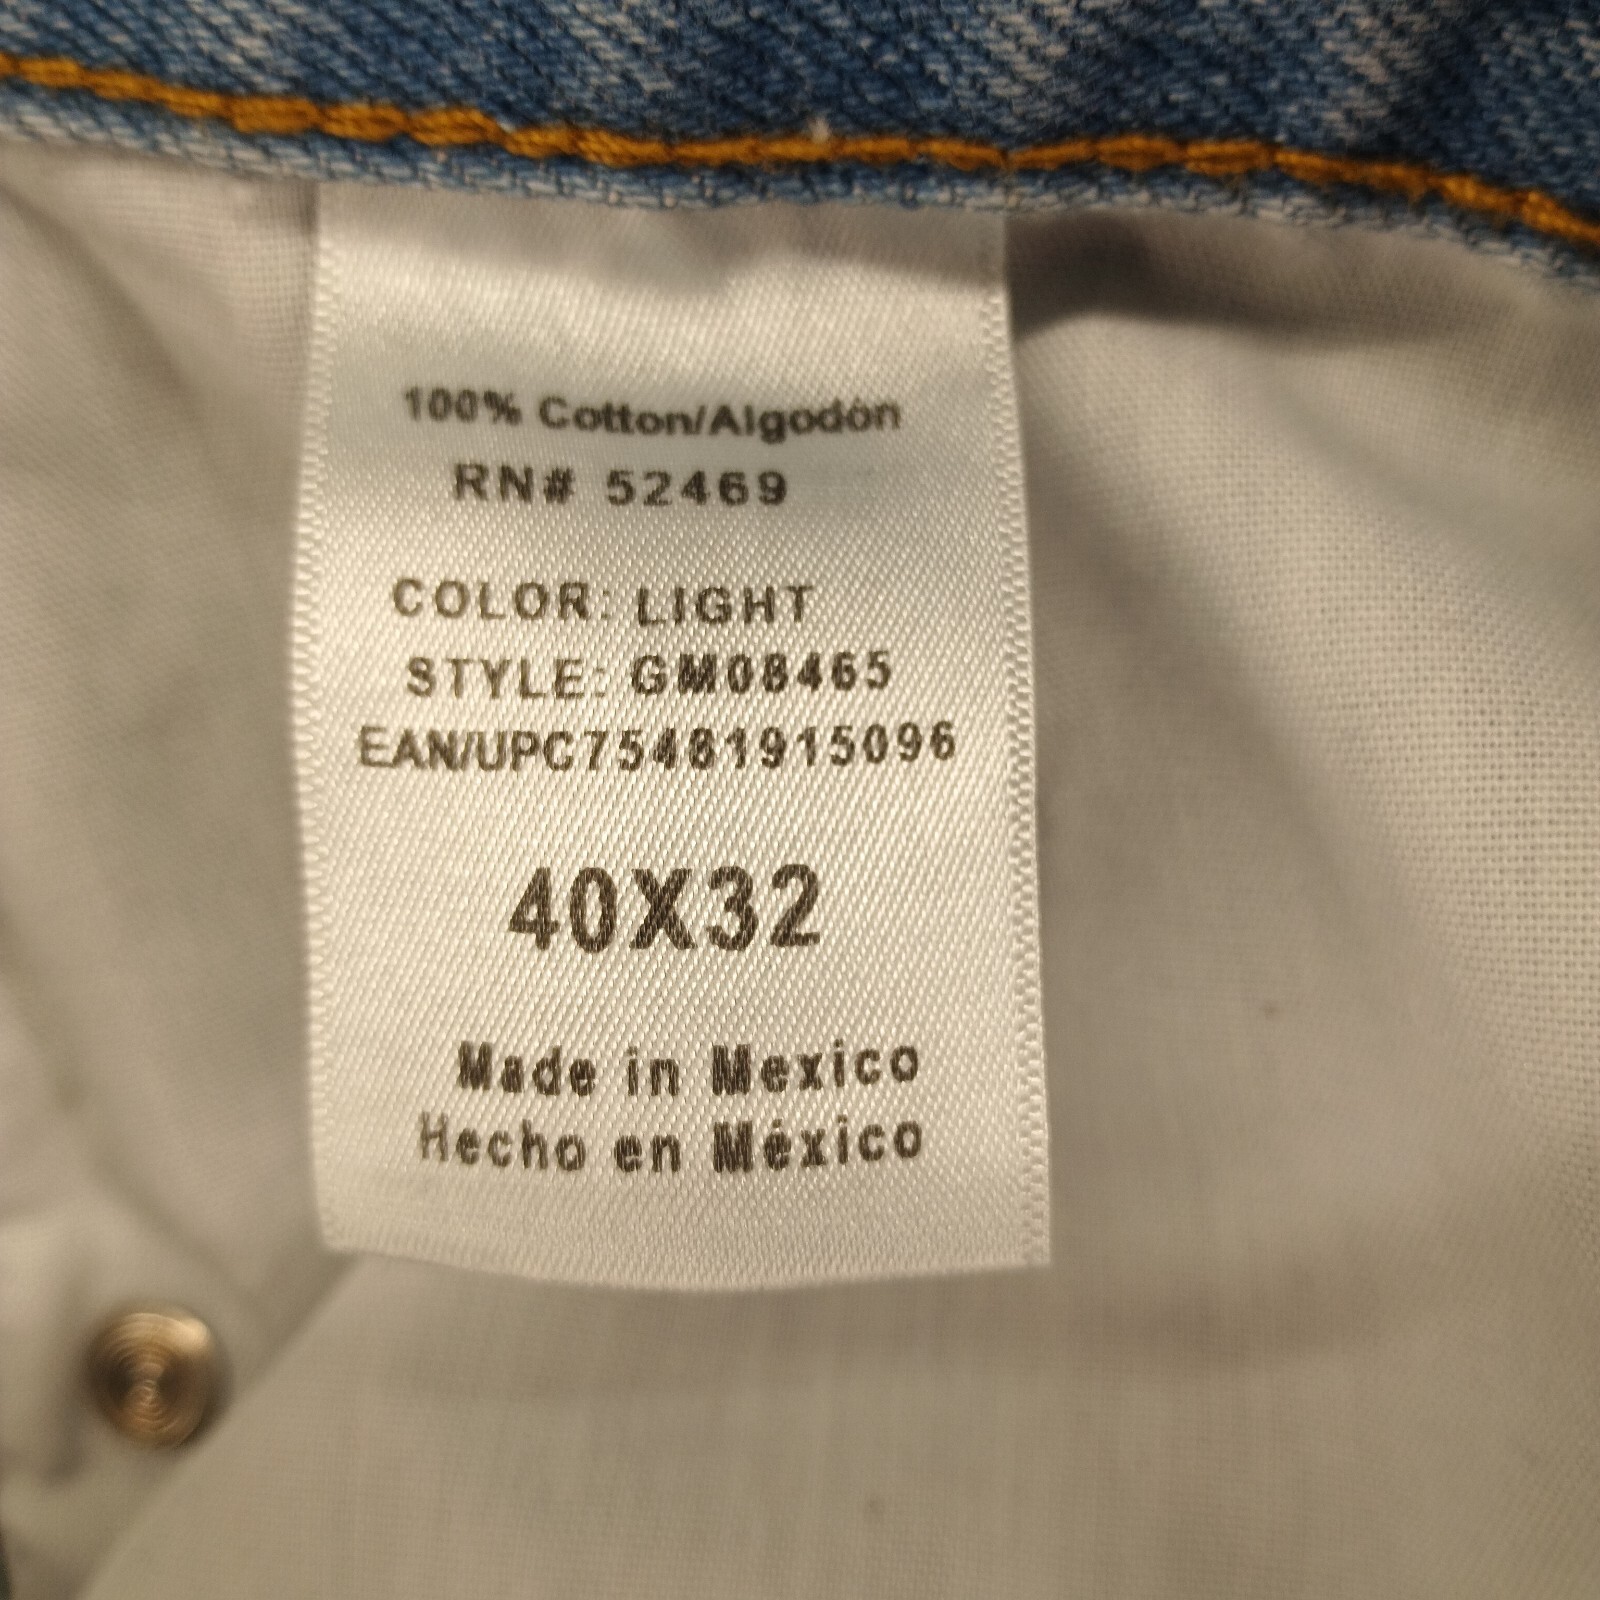 100% Cotton/Algodón
RN# 52469
COLOR: LIGHT
STYLE: GM08465
EAN/UPC75481915096
40X32
Made in Mexico
Hecho en México